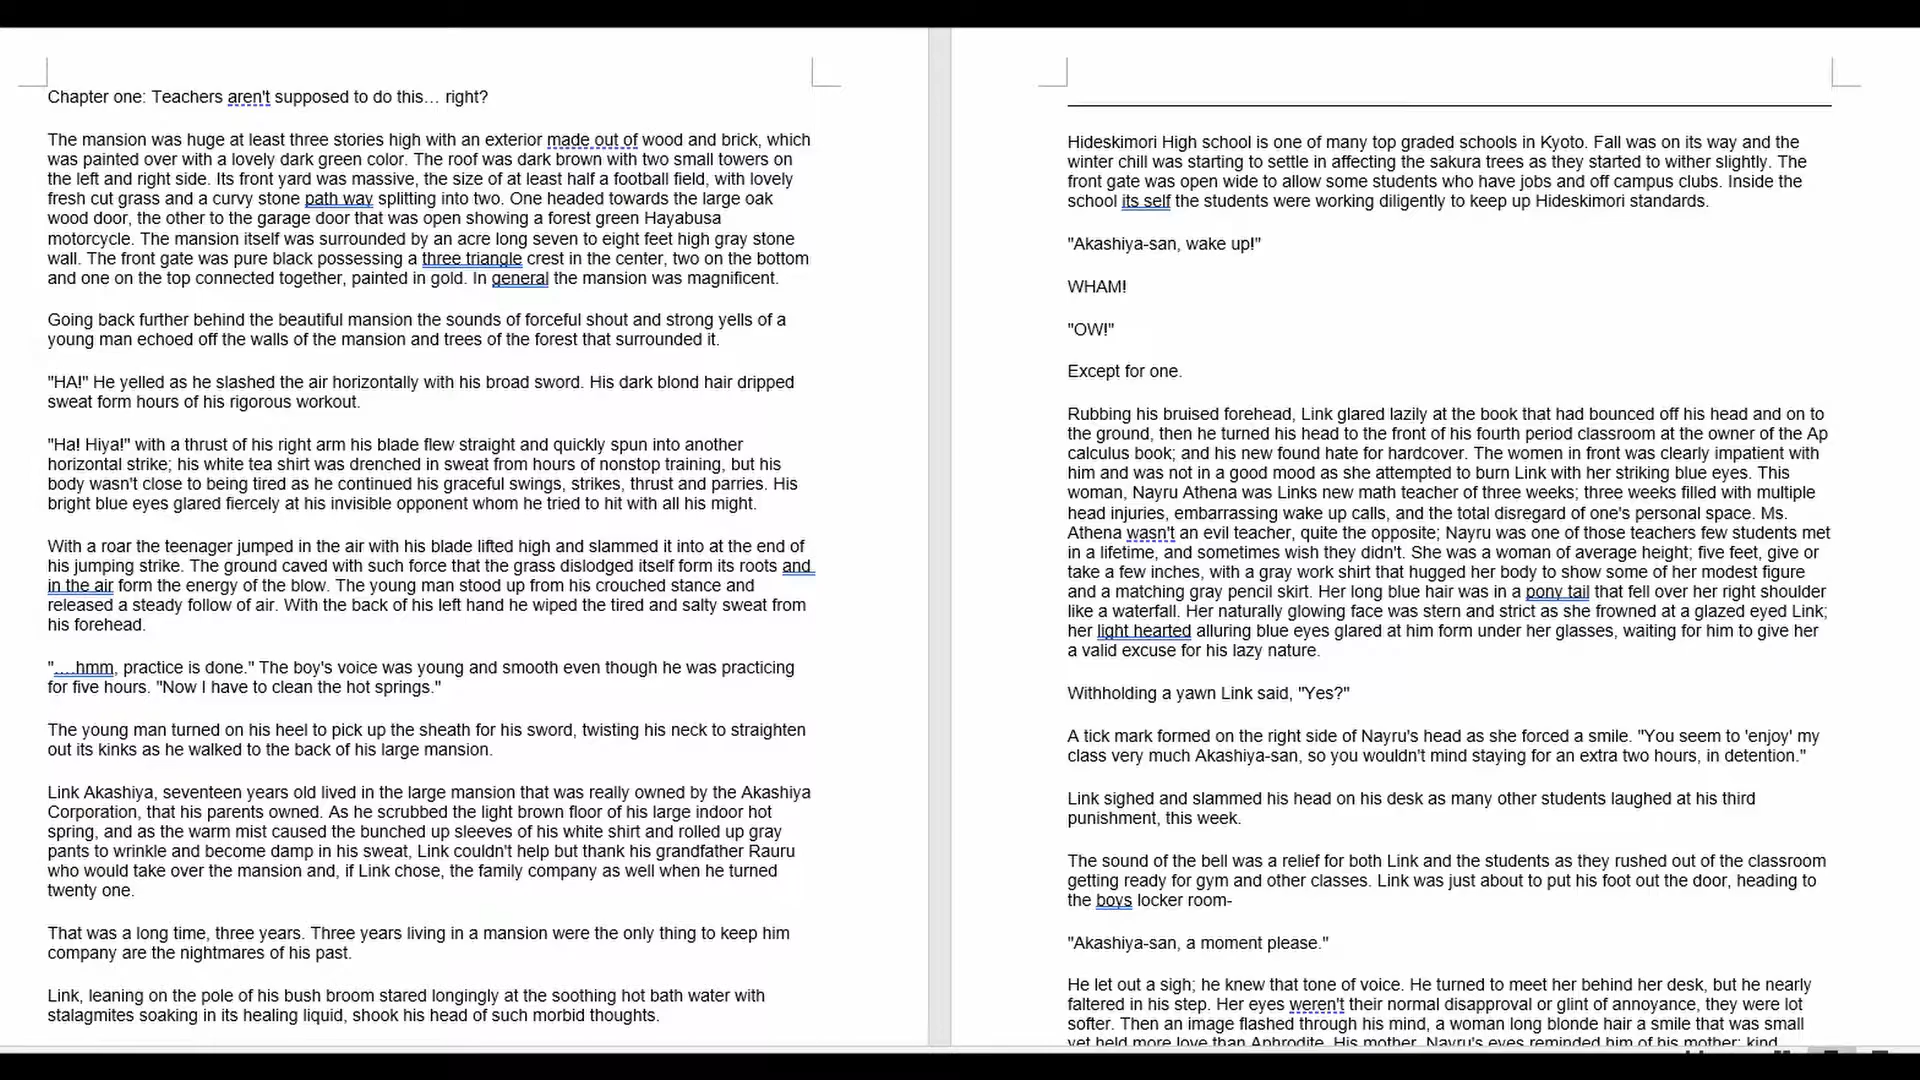 Chapter one: Teachers aren't supposed to do this… right?
The mansion was huge at least three stories high with an exterior made out of wood and brick, which
was painted over with a lovely dark green color. The roof was dark brown with two small towers on
the left and right side. Its front yard was massive, the size of at least half a football field, with lovely
fresh cut grass and a curvy stone path way splitting into two. One headed towards the large oak
wood door, the other to the garage door that was open showing a forest green Hayabusa
motorcycle. The mansion itself was surrounded by an acre long seven to eight feet high gray stone
wall. The front gate was pure black possessing a three triangle crest in the center, two on the bottom
and one on the top connected together, painted in gold. In general the mansion was magnificent.
Going back further behind the beautiful mansion the sounds of forceful shout and strong yells of a
young man echoed off the walls of the mansion and trees of the forest that surrounded it.
"HA!" He yelled as he slashed the air horizontally with his broad sword. His dark blond hair dripped
sweat form hours of his rigorous workout.
"Ha! Hiya!" with a thrust of his right arm his blade flew straight and quickly spun into another
horizontal strike; his white tea shirt was drenched in sweat from hours of nonstop training, but his
body wasn't close to being tired as he continued his graceful swings, strikes, thrust and parries. His
bright blue eyes glared fiercely at his invisible opponent whom he tried to hit with all his might.
With a roar the teenager jumped in the air with his blade lifted high and slammed it into at the end of
his jumping strike. The ground caved with such force that the grass dislodged itself form its roots and
in the air form the energy of the blow. The young man stood up from his crouched stance and
released a steady follow of air. With the back of his left hand he wiped the tired and salty sweat from
his forehead.
"....hmm, practice is done." The boy's voice was young and smooth even though he was practicing
for five hours. "Now I have to clean the hot springs."
The young man turned on his heel to pick up the sheath for his sword, twisting his neck to straighten
out its kinks as he walked to the back of his large mansion.
Link Akashiya, seventeen years old lived in the large mansion that was really owned by the Akashiya
Corporation, that his parents owned. As he scrubbed the light brown floor of his large indoor hot
spring, and as the warm mist caused the bunched up sleeves of his white shirt and rolled up gray
pants to wrinkle and become damp in his sweat, Link couldn't help but thank his grandfather Rauru
who would take over the mansion and, if Link chose, the family company as well when he turned
twenty one.
That was a long time, three years. Three years living in a mansion were the only thing to keep him
company are the nightmares of his past.
Link, leaning on the pole of his bush broom stared longingly at the soothing hot bath water with
stalagmites soaking in its healing liquid, shook his head of such morbid thoughts.
Hideskimori High school is one of many top graded schools in Kyoto. Fall was on its way and the
winter chill was starting to settle in affecting the sakura trees as they started to wither slightly. The
front gate was open wide to allow some students who have jobs and off campus clubs. Inside the
school its self the students were working diligently to keep up Hideskimori standards.
"Akashiya-san, wake up!"
WHAM!
"OW!"
Except for one.
Rubbing his bruised forehead, Link glared lazily at the book that had bounced off his head and on to
the ground, then he turned his head to the front of his fourth period classroom at the owner of the Ap
calculus book; and his new found hate for hardcover. The women in front was clearly impatient with
him and was not in a good mood as she attempted to burn Link with her striking blue eyes. This
woman, Nayru Athena was Links new math teacher of three weeks; three weeks filled with multiple
head injuries, embarrassing wake up calls, and the total disregard of one's personal space. Ms.
Athena wasn't an evil teacher, quite the opposite; Nayru was one of those teachers few students met
in a lifetime, and sometimes wish they didn't. She was a woman of average height; five feet, give or
take a few inches, with a gray work shirt that hugged her body to show some of her modest figure
and a matching gray pencil skirt. Her long blue hair was in a pony tail that fell over her right shoulder
like a waterfall. Her naturally glowing face was stern and strict as she frowned at a glazed eyed Link;
her light hearted alluring blue eyes glared at him form under her glasses, waiting for him to give her
a valid excuse for his lazy nature.
Withholding a yawn Link said, "Yes?"
A tick mark formed on the right side of Nayru's head as she forced a smile. "You seem to 'enjoy' my
class very much Akashiya-san, so you wouldn't mind staying for an extra two hours, in detention."
Link sighed and slammed his head on his desk as many other students laughed at his third
punishment, this week.
The sound of the bell was a relief for both Link and the students as they rushed out of the classroom
getting ready for gym and other classes. Link was just about to put his foot out the door, heading to
the boys locker room-
"Akashiya-san, a moment please."
He let out a sigh; he knew that tone of voice. He turned to meet her behind her desk, but he nearly
faltered in his step. Her eyes weren't their normal disapproval or glint of annoyance, they were lot
softer. Then an image flashed through his mind, a woman long blonde hair a smile that was small
yet held more love than Aphrodite. His mother. Nayru's eyes reminded him of his mother; kind